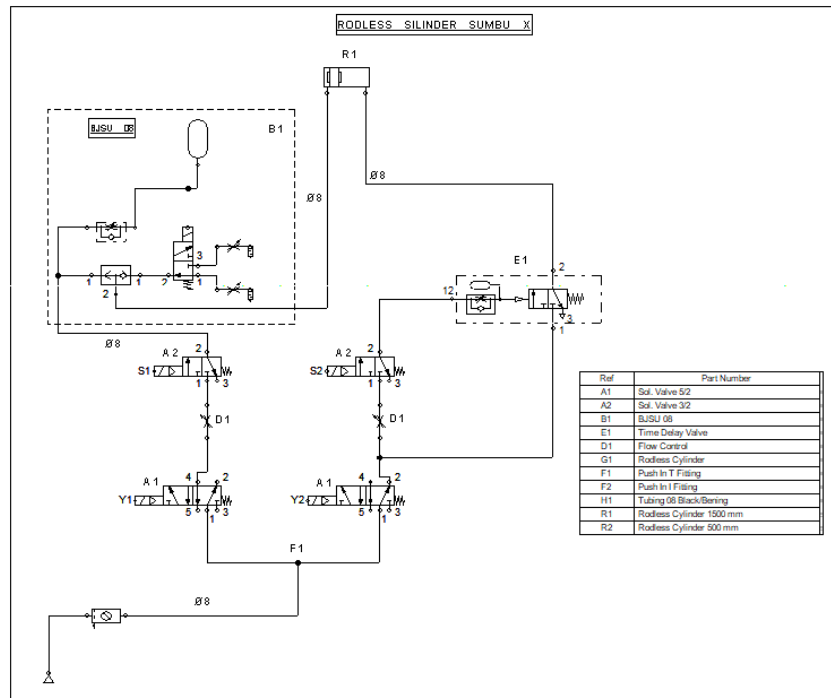 RODLESS SILINDER SUMBU X
R1
BJSU 08
B1
Ø8
Ø8
3
E1
2
1
1
2
1
12
2
3
1
Ø8
A2
2
S1
1
3
A2
2
S2
1
3
D1
D1
A1
4
2
Y1
5
1
3
A1
4
2
Y2
5
1
3
F1
Ø8
Ref Part Number
A1 Sol. Valve 5/2
A2 Sol. Valve 3/2
B1 BJSU 08
E1 Time Delay Valve
D1 Flow Control
G1 Rodless Cylinder
F1 Push In T Fitting
F2 Push In I Fitting
H1 Tubing 08 Black/Bening
R1 Rodless Cylinder 1500 mm
R2 Rodless Cylinder 500 mm